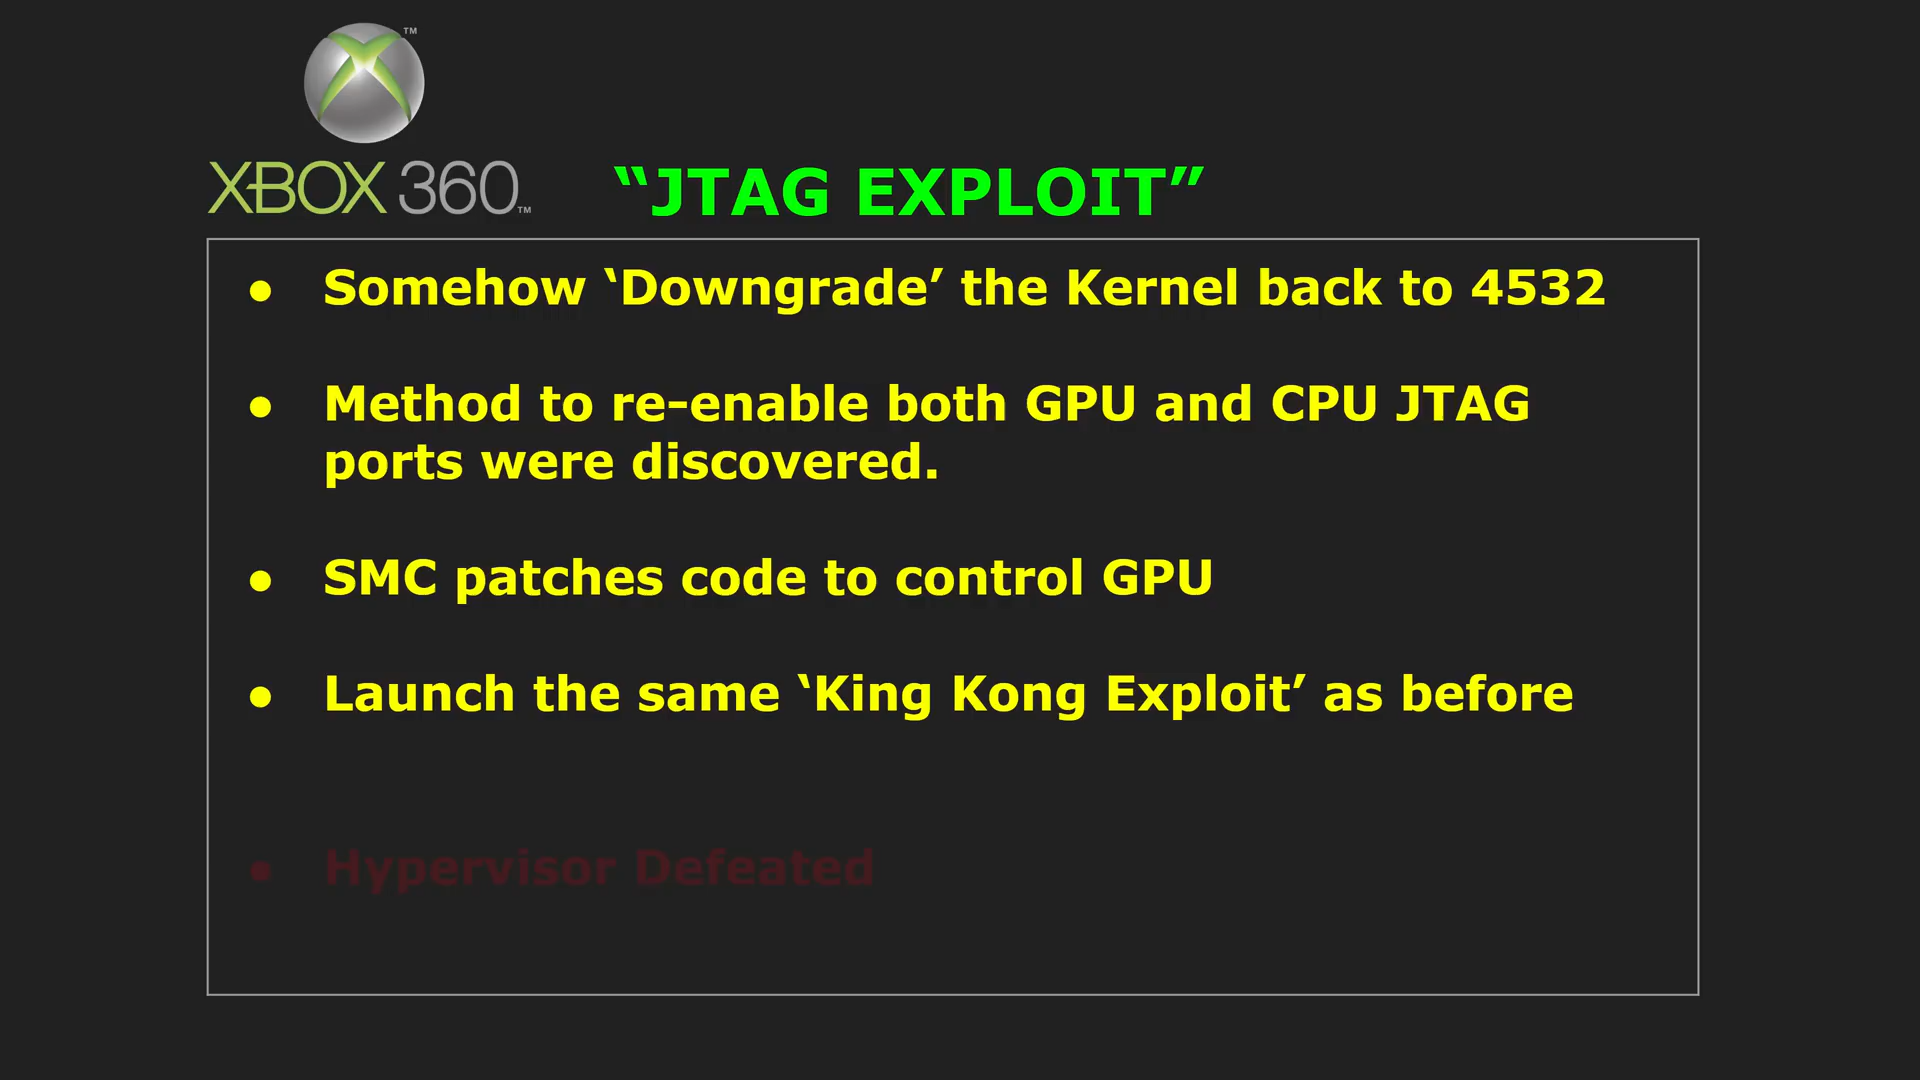 ™
XBOX 360™
“JTAG EXPLOIT”
● Somehow ‘Downgrade’ the Kernel back to 4532
● Method to re-enable both GPU and CPU JTAG
ports were discovered.
● SMC patches code to control GPU
● Launch the same ‘King Kong Exploit’ as before
● Hypervisor Defeated